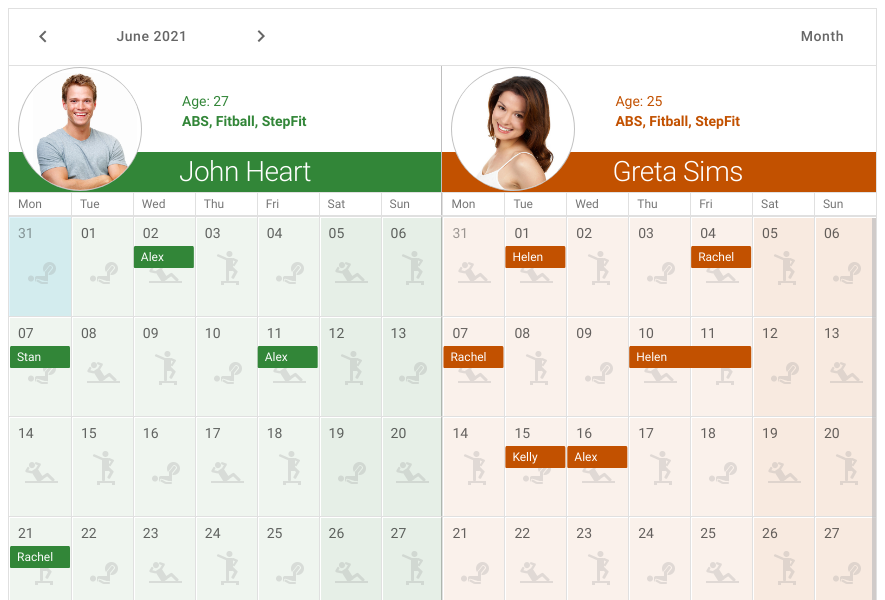 June 2021
Month
Age: 27
ABS, Fitball, StepFit
John Heart
Age: 25
ABS, Fitball, StepFit
Greta Sims
Mon Tue Wed Thu Fri Sat Sun Mon Tue Wed Thu Fri Sat Sun
31 01 02 03 04 05 06 31 01 02 03 04 05 06
Alex Helen Rachel
07 08 09 10 11 12 13 07 08 09 10 11 12 13
Stan Alex Rachel Helen
14 15 16 17 18 19 20 14 15 16 17 18 19 20
Kelly Alex
21 22 23 24 25 26 27 21 22 23 24 25 26 27
Rachel